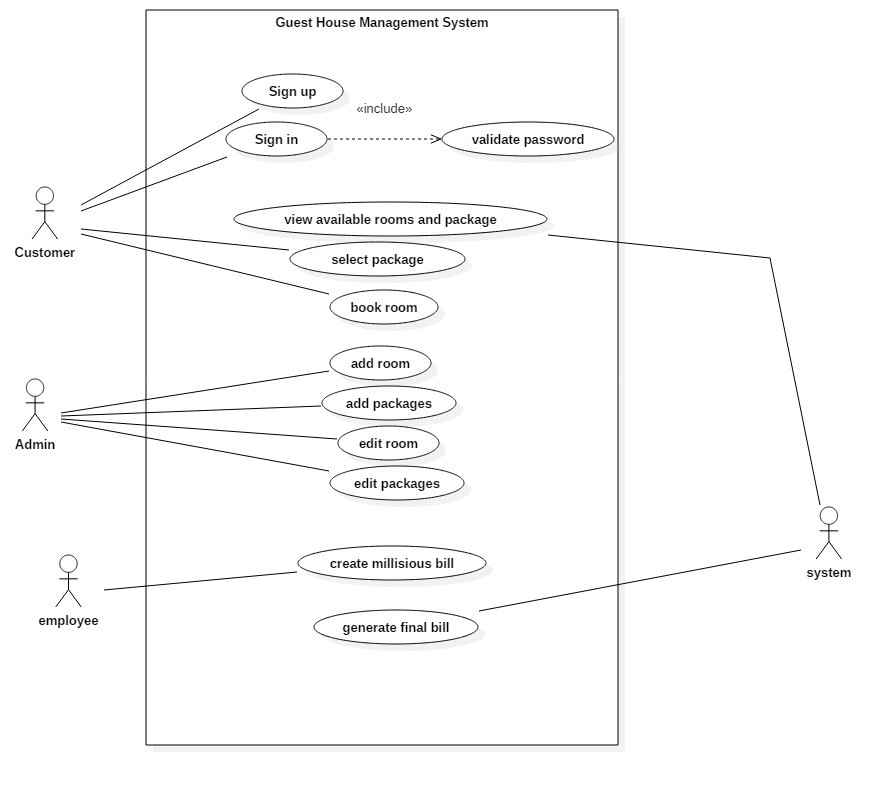 Guest House Management System
Sign up
«include»
Sign in
validate password
view available rooms and package
Customer
select package
book room
add room
add packages
Admin
edit room
edit packages
create millisious bill
system
employee
generate final bill